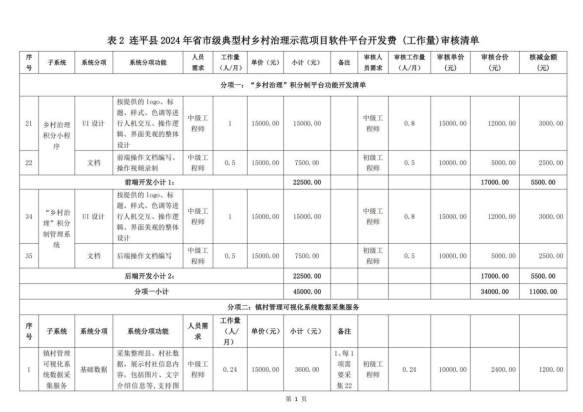 表 2 连平县 2024 年省市级典型村乡村治理示范项目软件平台开发费（工作量)审核清单
序号 子系统 系统分项 系统分项功能 人员需求 工作量（人/月） 单价（元） 小计（元） 备注 审核人员需求 审核工作量（人/月） 审核单价（元） 审核合价（元） 核减金额（元）
分项一：“乡村治理”积分制平台功能开发清单
21 乡村治理积分小程序 UI 设计 按提供的 logo、标题、样式、色调等进行人机交互、操作逻辑、界面美观的整体设计 中级工程师 1 15000.00 15000.00 中级工程师 0.8 15000.00 12000.00 3000.00
22 文档 前端操作文档编写、操作视频录制 中级工程师 0.5 15000.00 7500.00 初级工程师 0.5 10000.00 5000.00 2500.00
前端开发小计 1： 22500.00 17000.00 5500.00
34 “乡村治理”积分制管理系统 UI 设计 按提供的 logo、标题、样式、色调等进行人机交互、操作逻辑、界面美观的整体设计 中级工程师 1 15000.00 15000.00 中级工程师 0.8 15000.00 12000.00 3000.00
35 文档 后端操作文档编写 中级工程师 0.5 15000.00 7500.00 初级工程师 0.5 10000.00 5000.00 2500.00
后端开发小计 2： 22500.00 17000.00 5500.00
分项一小计 45000.00 34000.00 11000.00
分项二：镇村管理可视化系统数据采集服务
序号 子系统 系统分项 系统分项功能 人员需求 工作量（人/月） 单价(元) 小计（元） 备注
1 镇村管理可视化系统数据采集服务 基础数据 采集整理县、村社数据，展示村社信息内容，包括图片、文字介绍信息等,支持图 中级工程师 0.24 15000.00 3600.00 1、每1项需要采集22 初级工程师 0.24 10000.00 2400.00 1200.00
第 1 页